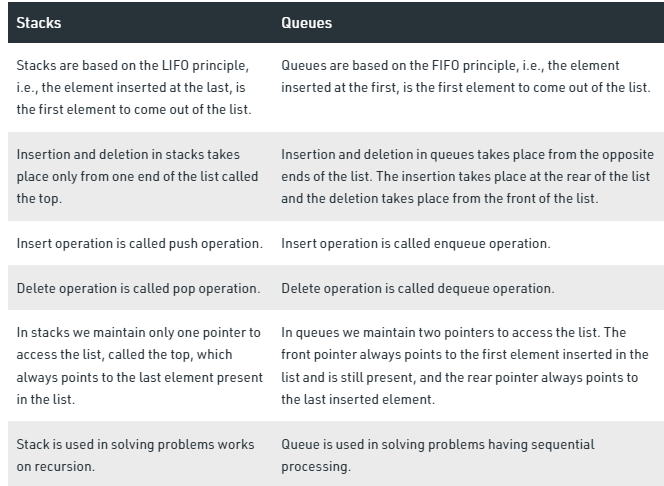 Stacks
Queues
Stacks are based on the LIFO principle,
i.e., the element inserted at the last, is
the first element to come out of the list.
Queues are based on the FIFO principle, i.e., the element
inserted at the first, is the first element to come out of the list.
Insertion and deletion in stacks takes
place only from one end of the list called
the top.
Insertion and deletion in queues takes place from the opposite
ends of the list. The insertion takes place at the rear of the list
and the deletion takes place from the front of the list.
Insert operation is called push operation.
Insert operation is called enqueue operation.
Delete operation is called pop operation.
Delete operation is called dequeue operation.
In stacks we maintain only one pointer to
access the list, called the top, which
always points to the last element present
in the list.
In queues we maintain two pointers to access the list. The
front pointer always points to the first element inserted in the
list and is still present, and the rear pointer always points to
the last inserted element.
Stack is used in solving problems works
on recursion.
Queue is used in solving problems having sequential
processing.